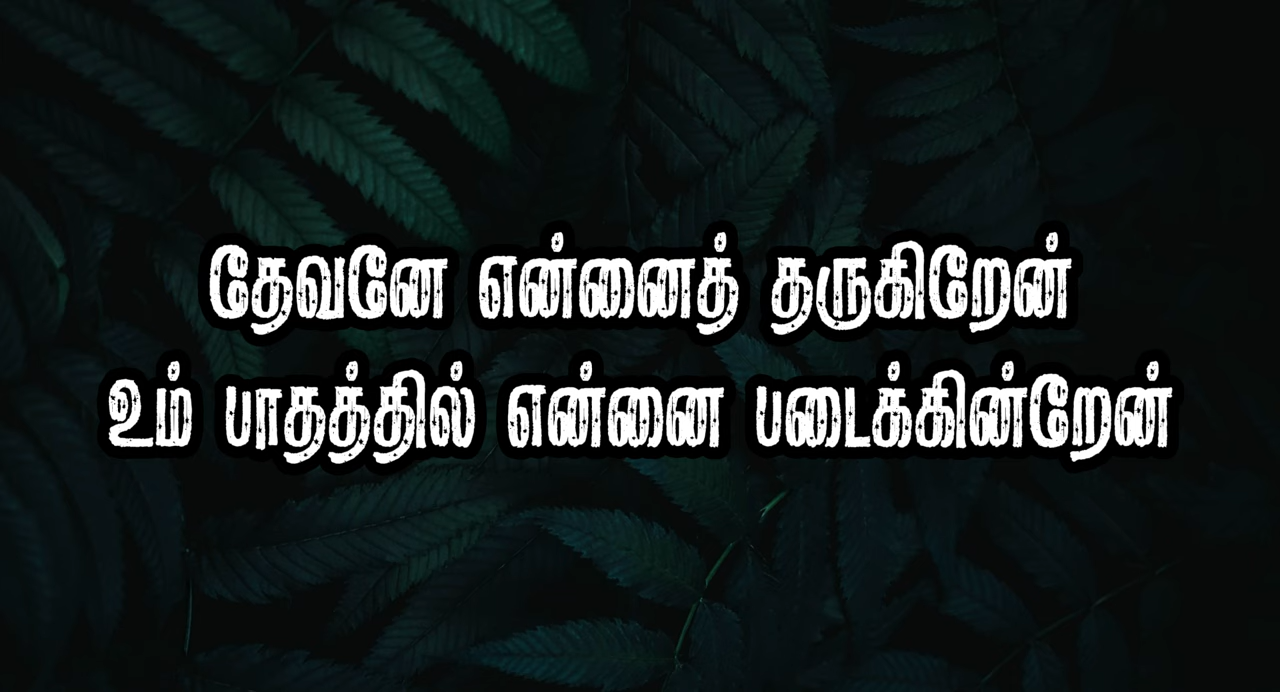 தேவனே என்னைத் தருகிறேன்
உம் பாதத்தில் என்னை படைக்கின்றேன்